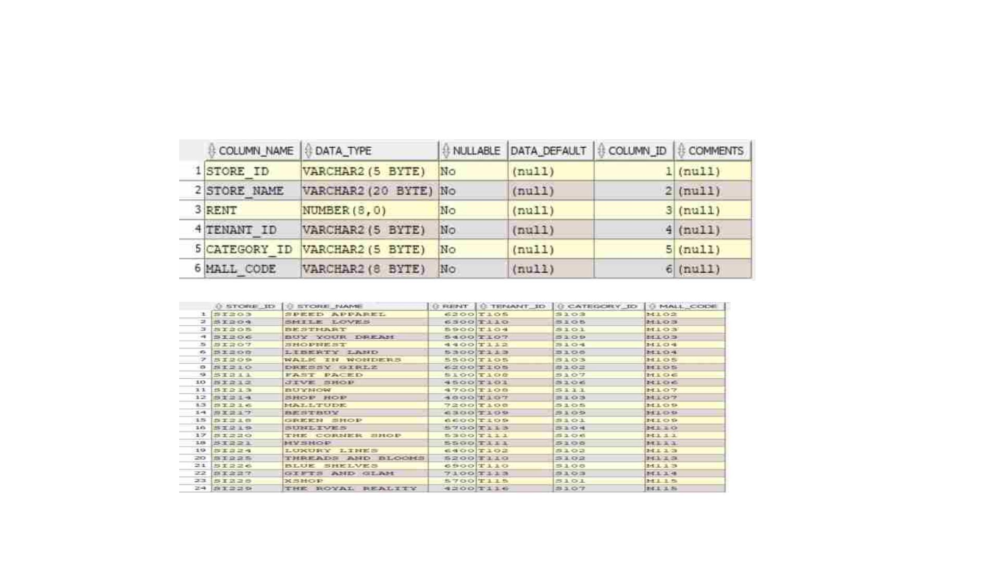 COLUMN_NAME DATA_TYPE NULLABLE DATA_DEFAULT COLUMN_ID COMMENTS
1 STORE_ID VARCHAR2(5 BYTE) No (null) 1 (null)
2 STORE_NAME VARCHAR2(20 BYTE) No (null) 2 (null)
3 RENT NUMBER(8,0) No (null) 3 (null)
4 TENANT_ID VARCHAR2(5 BYTE) No (null) 4 (null)
5 CATEGORY_ID VARCHAR2(5 BYTE) No (null) 5 (null)
6 MALL_CODE VARCHAR2(8 BYTE) No (null) 6 (null)
STORE_ID STORE_NAME RENT TENANT_ID CATEGORY_ID MALL_CODE
1 SI203 SPEED APPAREL 6200 T105 S103 M102
2 SI204 SMILE LOVES 6300 T110 S105 M103
3 SI205 BESTMART 5900 T104 S101 M103
4 SI206 BUY YOUR DREAM 5400 T107 S109 M103
5 SI207 SHOPNEST 4400 T112 S104 M104
6 SI208 LIBERTY LAND 5300 T113 S108 M104
7 SI209 WALK IN WONDERS 5500 T105 S103 M105
8 SI210 DRESSY GIRLZ 6200 T105 S102 M105
9 SI211 FAST PACED 5100 T108 S107 M106
10 SI212 JIVE SHOP 4500 T101 S106 M106
11 SI213 BUYNOW 4700 T108 S111 M107
12 SI214 SHOP HOP 4800 T107 S103 M107
13 SI216 MALLTUDE 7200 T108 S105 M109
14 SI217 BESTBUY 6300 T109 S109 M109
15 SI218 GREEN SHOP 6600 T109 S101 M109
16 SI219 SUNLIVES 5700 T113 S104 M110
17 SI220 THE CORNER SHOP 5300 T111 S106 M111
18 SI221 MYSHOP 5500 T111 S108 M111
19 SI224 LUXURY LINES 6400 T102 S102 M113
20 SI225 THREADS AND BLOOMS 5200 T110 S102 M113
21 SI226 BLUE SHELVES 6900 T110 S108 M113
22 SI227 GIFTS AND GLAM 7100 T113 S103 M114
23 SI228 XSHOP 5700 T115 S101 M115
24 SI229 THE ROYAL REALITY 4200 T116 S107 M115